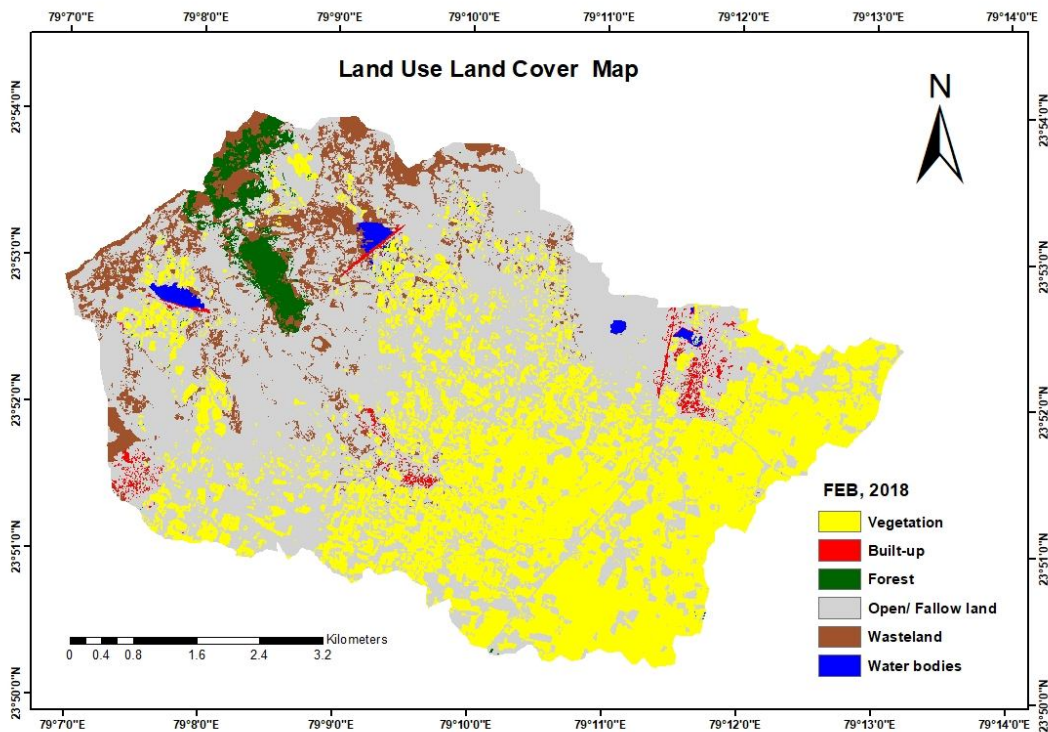 79°7'0"E 79°8'0"E 79°9'0"E 79°10'0"E 79°11'0"E 79°12'0"E 79°13'0"E 79°14'0"E
Land Use Land Cover Map
N
23°54'0"N 23°54'0"N
23°53'0"N 23°53'0"N
23°52'0"N 23°52'0"N
FEB, 2018
Vegetation
Built-up
23°51'0"N 23°51'0"N
Forest
Open/ Fallow land
Wasteland
Kilometers
0 0.4 0.8 1.6 2.4 3.2
Water bodies
23°50'0"N 23°50'0"N
79°7'0"E 79°8'0"E 79°9'0"E 79°10'0"E 79°11'0"E 79°12'0"E 79°13'0"E 79°14'0"E